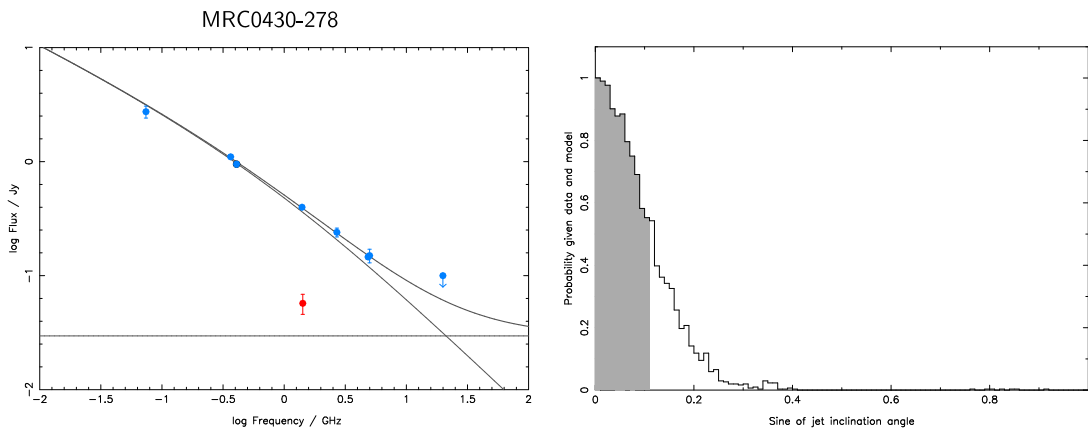 MRC0430-278
log Flux / Jy
1
0
−1
−2
−2 −1.5 −1 −0.5 0 0.5 1 1.5 2
log Frequency / GHz
Probability given data and model
1
0.8
0.6
0.4
0.2
0
0 0.2 0.4 0.6 0.8
Sine of jet inclination angle